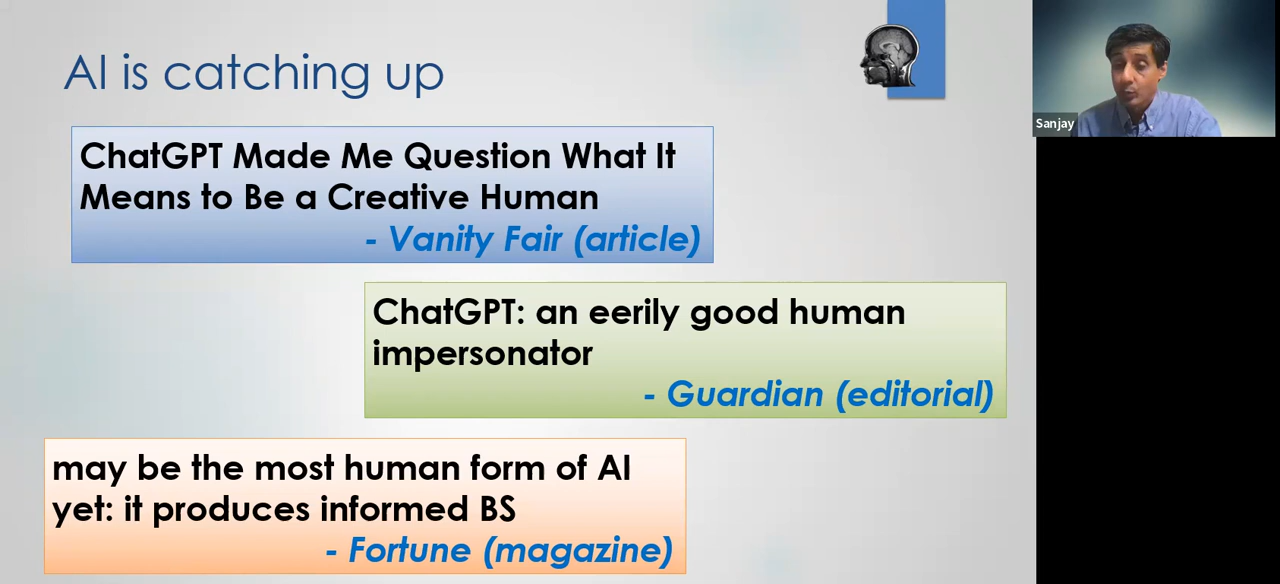 AI is catching up
Sanjay
ChatGPT Made Me Question What It
Means to Be a Creative Human
- Vanity Fair (article)
ChatGPT: an eerily good human
impersonator
- Guardian (editorial)
may be the most human form of AI
yet: it produces informed BS
- Fortune (magazine)